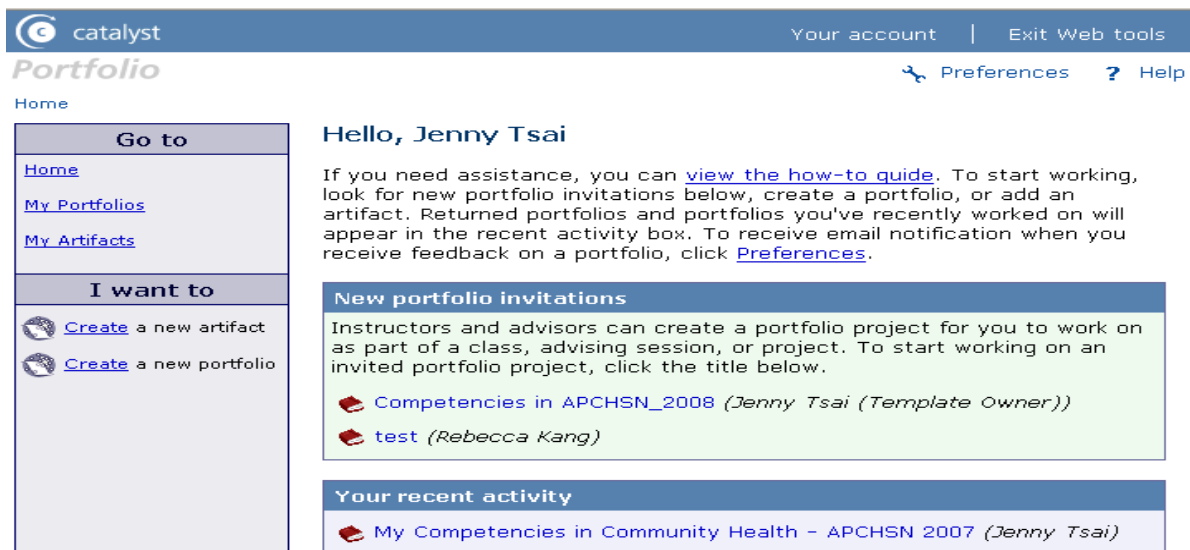 catalyst
Your account | Exit Web tools
Portfolio
Preferences ? Help
Home
Go to
Home
My Portfolios
My Artifacts
I want to
Create a new artifact
Create a new portfolio
Hello, Jenny Tsai
If you need assistance, you can view the how-to guide. To start working,
look for new portfolio invitations below, create a portfolio, or add an
artifact. Returned portfolios and portfolios you've recently worked on will
appear in the recent activity box. To receive email notification when you
receive feedback on a portfolio, click Preferences.
New portfolio invitations
Instructors and advisors can create a portfolio project for you to work on
as part of a class, advising session, or project. To start working on an
invited portfolio project, click the title below.
Competencies in APCHSN_2008 (Jenny Tsai (Template Owner))
test (Rebecca Kang)
Your recent activity
My Competencies in Community Health - APCHSN 2007 (Jenny Tsai)